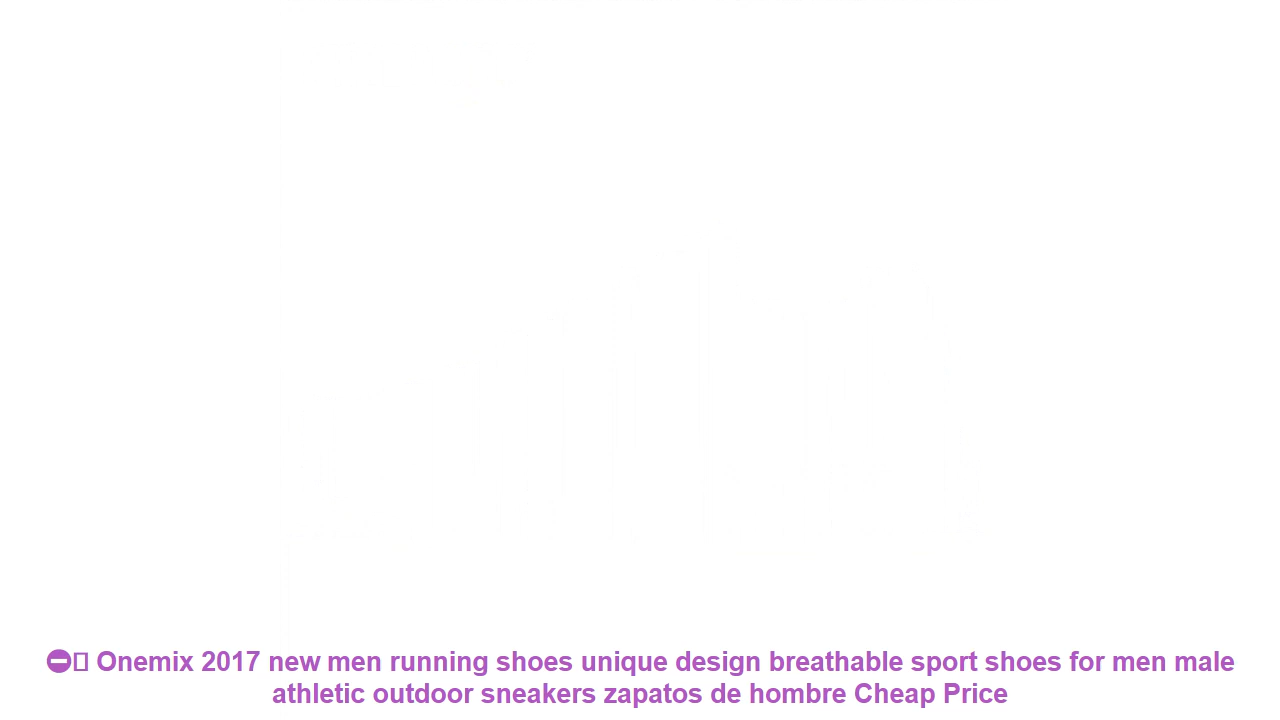 ⛔️ Onemix 2017 new men running shoes unique design breathable sport shoes for men male
athletic outdoor sneakers zapatos de hombre Cheap Price